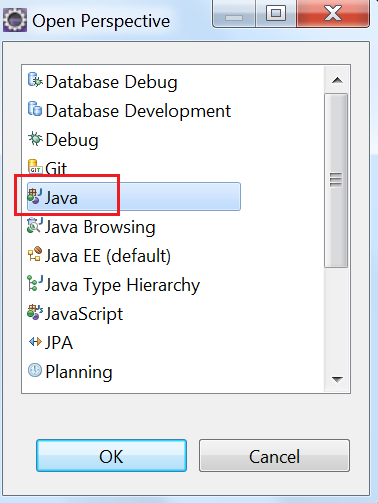 Open Perspective
Database Debug
Database Development
Debug
Git
Java
Java Browsing
Java EE (default)
Java Type Hierarchy
JavaScript
JPA
Planning
OK
Cancel